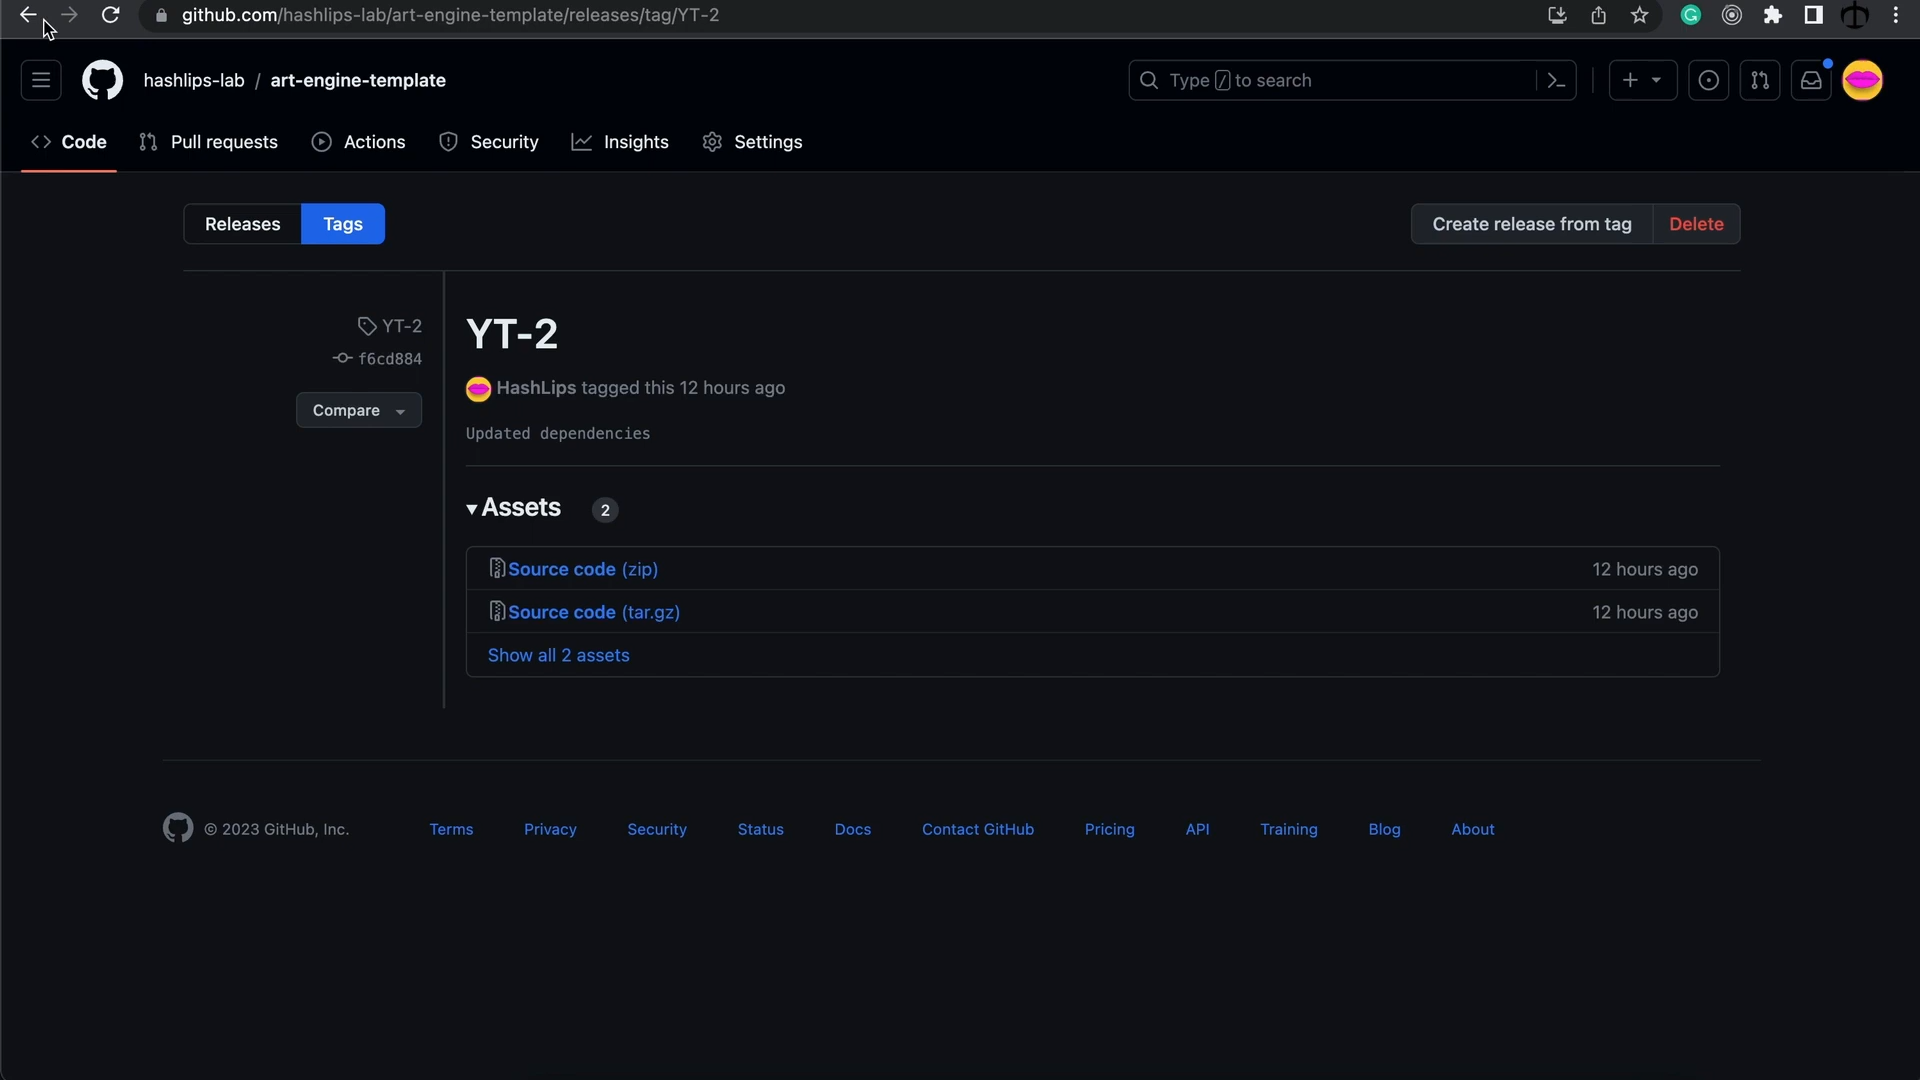 github.com/hashlips-lab/art-engine-template/releases/tag/YT-2
hashlips-lab / art-engine-template
Type / to search
Code Pull requests Actions Security Insights Settings
Releases Tags
Create release from tag Delete
YT-2
f6cd884
Compare
YT-2
HashLips tagged this 12 hours ago
Updated dependencies
Assets 2
Source code (zip) 12 hours ago
Source code (tar.gz) 12 hours ago
Show all 2 assets
© 2023 GitHub, Inc. Terms Privacy Security Status Docs Contact GitHub Pricing API Training Blog About